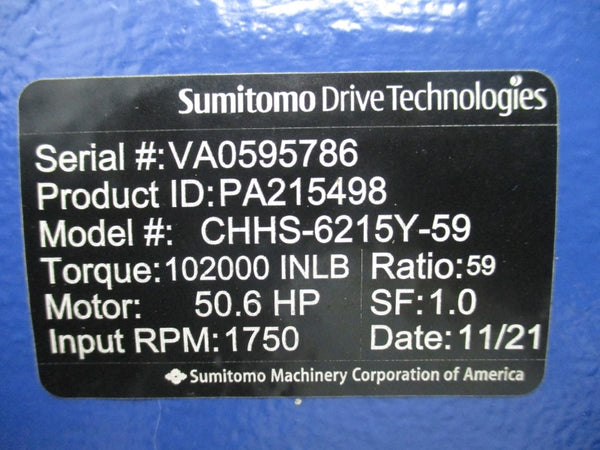 Sumitomo Drive Technologies
Serial #: VA0595786
Product ID: PA215498
Model #: CHHS-6215Y-59
Torque: 102000 INLB Ratio: 59
Motor: 50.6 HP SF: 1.0
Input RPM: 1750 Date: 11/21
Sumitomo Machinery Corporation of America